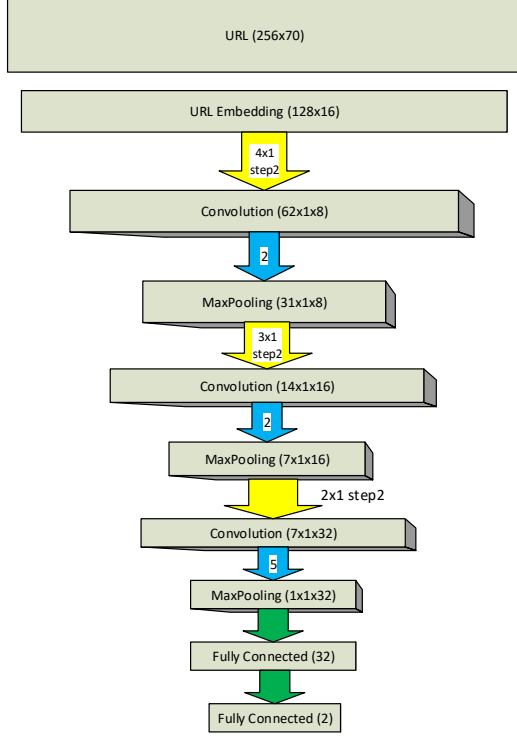 URL (256x70)
URL Embedding (128x16)
4x1
step2
Convolution (62x1x8)
2
MaxPooling (31x1x8)
3x1
step2
Convolution (14x1x16)
2
MaxPooling (7x1x16)
2x1 step2
Convolution (7x1x32)
5
MaxPooling (1x1x32)
Fully Connected (32)
Fully Connected (2)